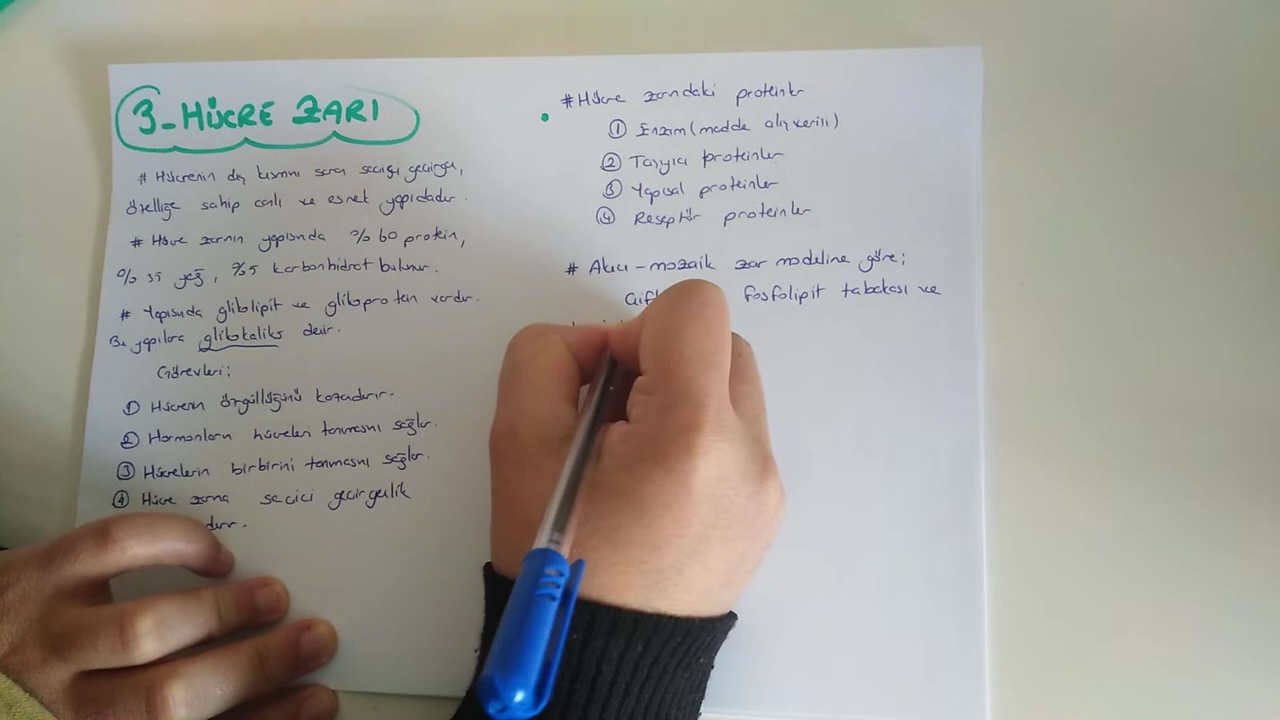 3-HÜCRE ZARI
# Hücrenin dış kısmını saran seçici geçirgen,
özelliğe sahip canlı ve esnek yapıdadır.
# Hücre zarının yapısında % 60 protein,
% 35 yağ, %5 karbonhidrat bulunur.
# Yapısında glikolipit ve glikoprotein vardır.
Bu yapılara glikokaliks denir.
Görevleri:
① Hücrenin özgüllüğünü kazandırır.
② Hormonların hücreleri tanımasını sağlar.
③ Hücrelerin birbirini tanımasını sağlar.
④ Hücre zarına seçici geçirgenlik
#Hücre zarındaki proteinler
① Enzim (madde alışverişi)
② Taşıyıcı proteinler
③ Yapısal proteinler
④ Reseptör proteinler
# Akıcı-mozaik zar modeline göre;
fosfolipit tabakası ve